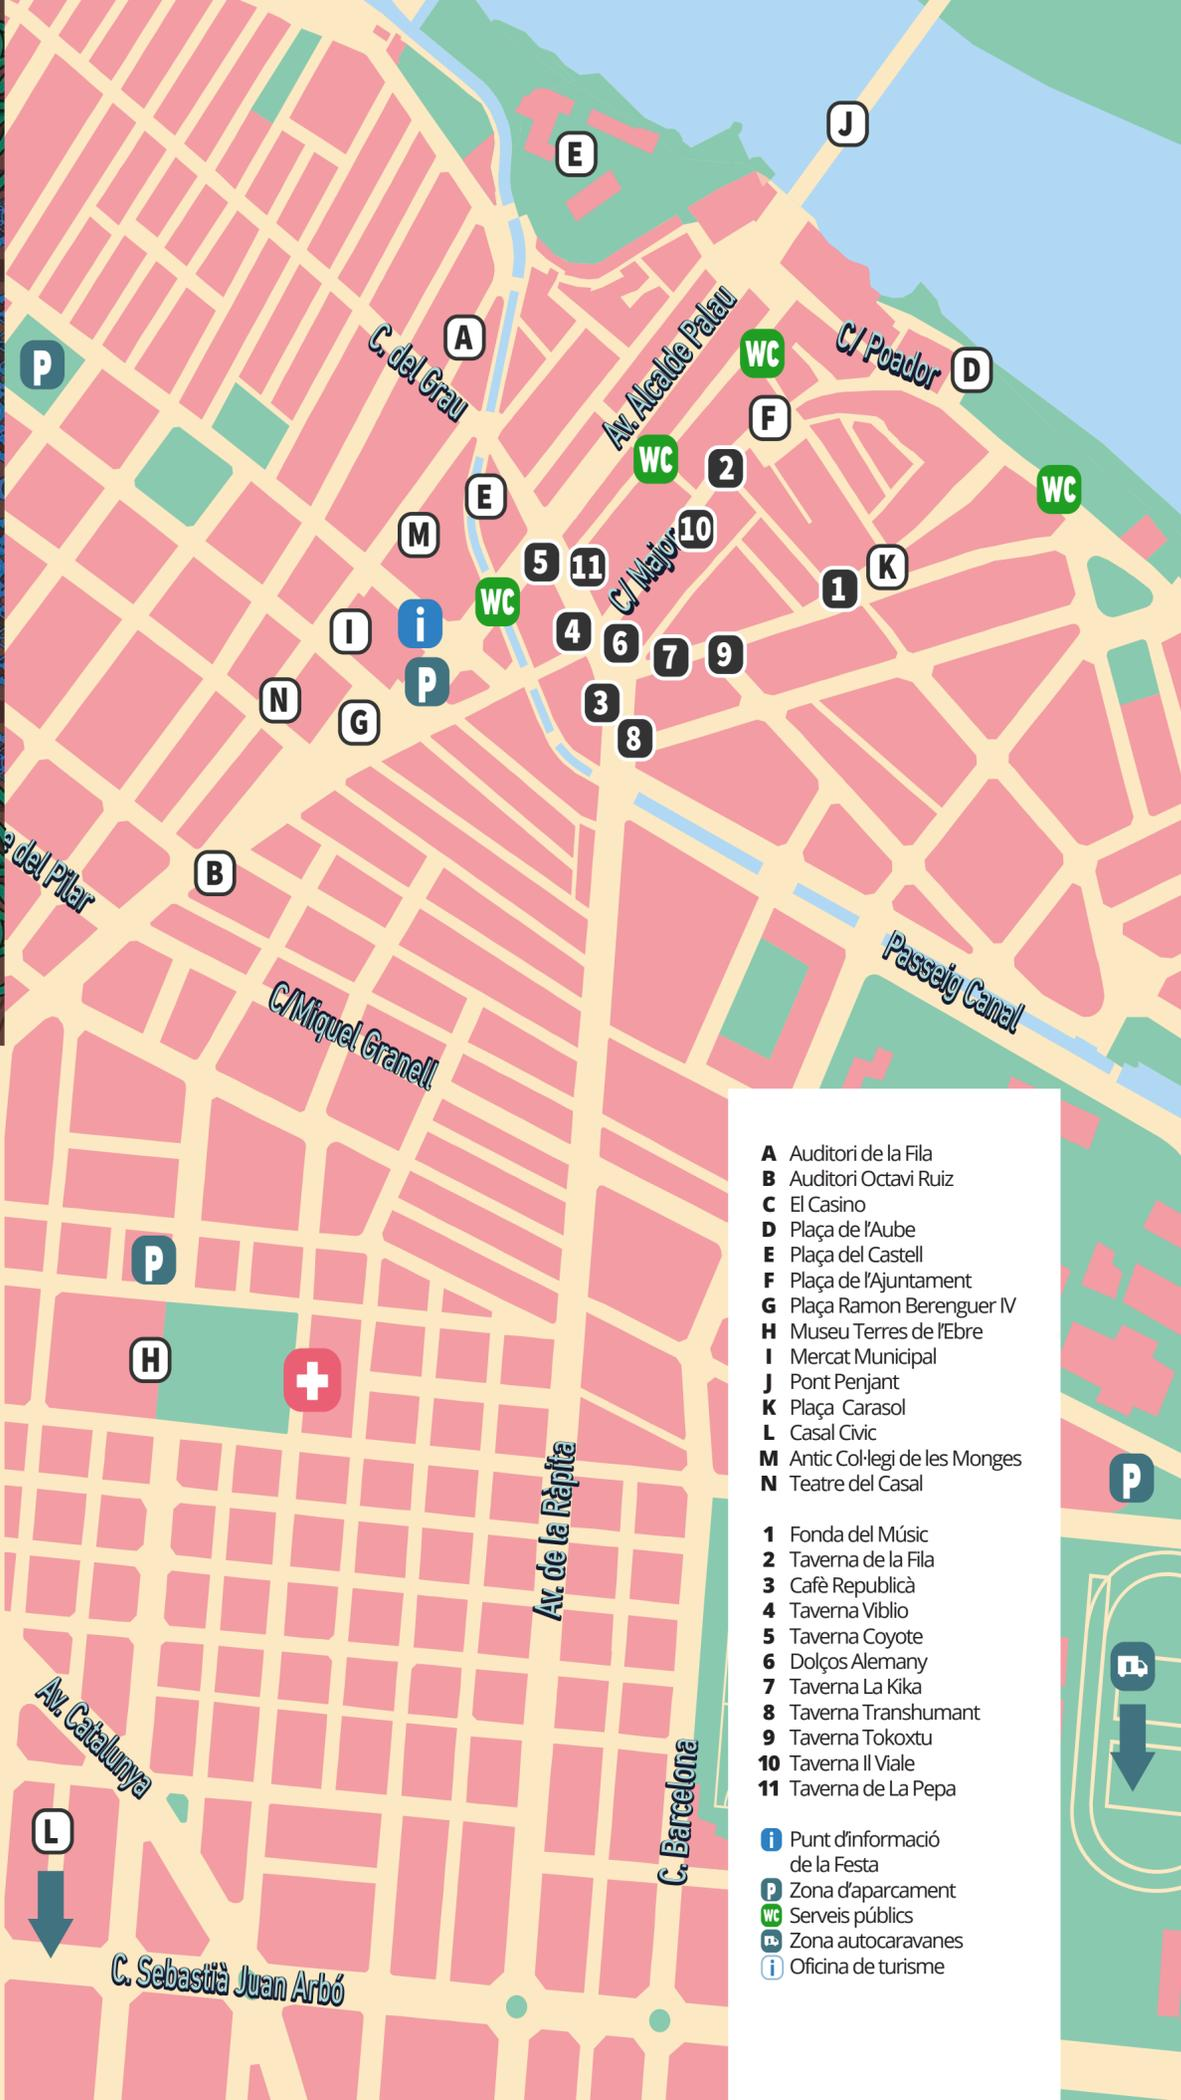 J
E
A
C. del Grau
P
Av. Alcalde Palau
WC
C/ Poador
D
F
WC
2
WC
E
M
10
C/ Major
5
11
K
1
WC
I
i
4
6
7
9
P
N
G
3
8
e del Pilar
B
Passeig Canal
C/Miquel Granell
P
H
Av. de la Ràpita
P
Av. Catalunya
C. Barcelona
L
C. Sebastià Juan Arbó
A Auditori de la Fila
B Auditori Octavi Ruiz
C El Casino
D Plaça de l'Aube
E Plaça del Castell
F Plaça de l'Ajuntament
G Plaça Ramon Berenguer IV
H Museu Terres de l'Ebre
I Mercat Municipal
J Pont Penjant
K Plaça Carasol
L Casal Civic
M Antic Col·legi de les Monges
N Teatre del Casal
1 Fonda del Músic
2 Taverna de la Fila
3 Cafè Republicà
4 Taverna Viblio
5 Taverna Coyote
6 Dolços Alemany
7 Taverna La Kika
8 Taverna Transhumant
9 Taverna Tokoxtu
10 Taverna Il Viale
11 Taverna de La Pepa
i Punt d'informació
de la Festa
P Zona d'aparcament
WC Serveis públics
Zona autocaravanes
i Oficina de turisme